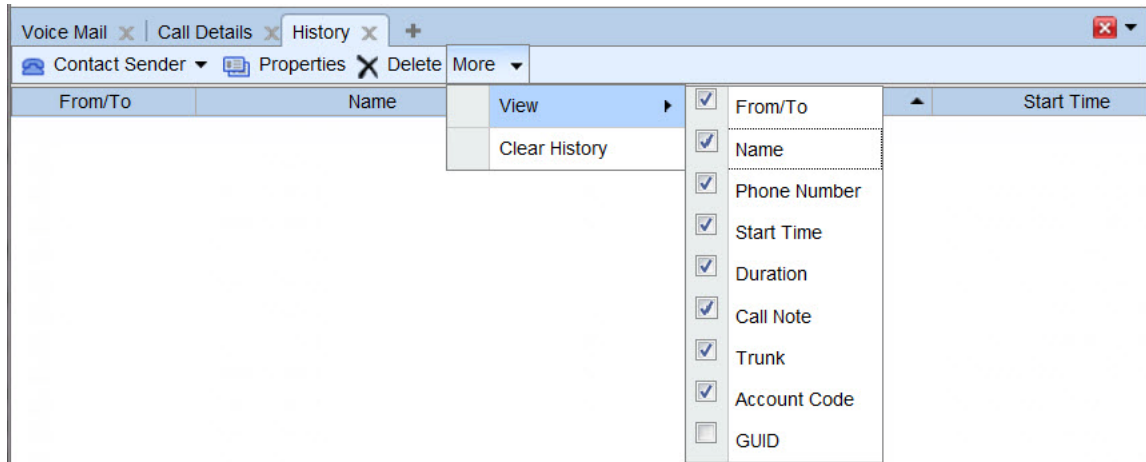 Voice Mail Call Details History
Contact Sender Properties Delete More
From/To Name Start Time
View
Clear History
From/To
Name
Phone Number
Start Time
Duration
Call Note
Trunk
Account Code
GUID